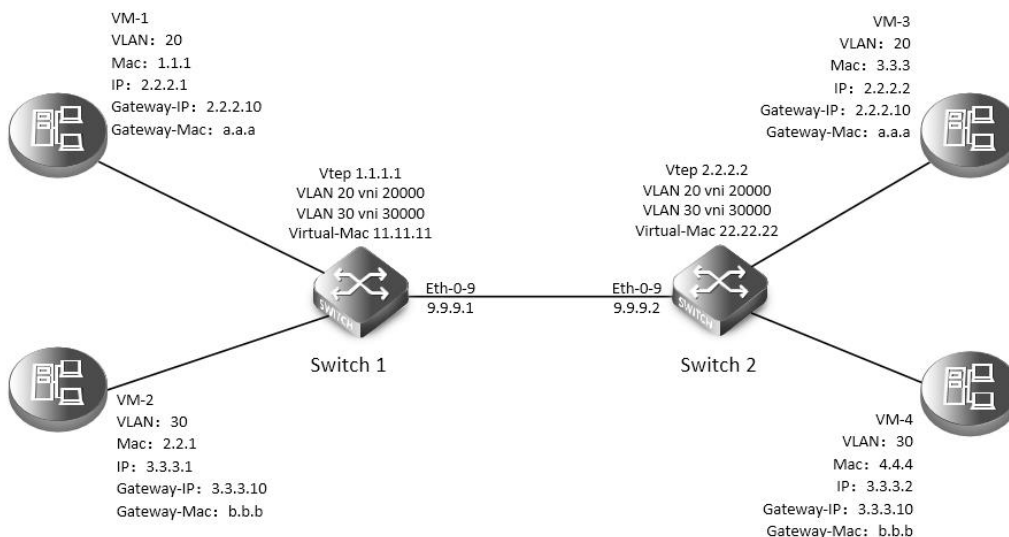 VM-1
VLAN：20
Mac：1.1.1
IP：2.2.2.1
Gateway-IP：2.2.2.10
Gateway-Mac：a.a.a
VM-3
VLAN：20
Mac：3.3.3
IP：2.2.2.2
Gateway-IP：2.2.2.10
Gateway-Mac：a.a.a
Vtep 1.1.1.1
VLAN 20 vni 20000
VLAN 30 vni 30000
Virtual-Mac 11.11.11
Vtep 2.2.2.2
VLAN 20 vni 20000
VLAN 30 vni 30000
Virtual-Mac 22.22.22
SWITCH
Eth-0-9
9.9.9.1
Eth-0-9
9.9.9.2
SWITCH
Switch 1
Switch 2
VM-2
VLAN：30
Mac：2.2.1
IP：3.3.3.1
Gateway-IP：3.3.3.10
Gateway-Mac：b.b.b
VM-4
VLAN：30
Mac：4.4.4
IP：3.3.3.2
Gateway-IP：3.3.3.10
Gateway-Mac：b.b.b